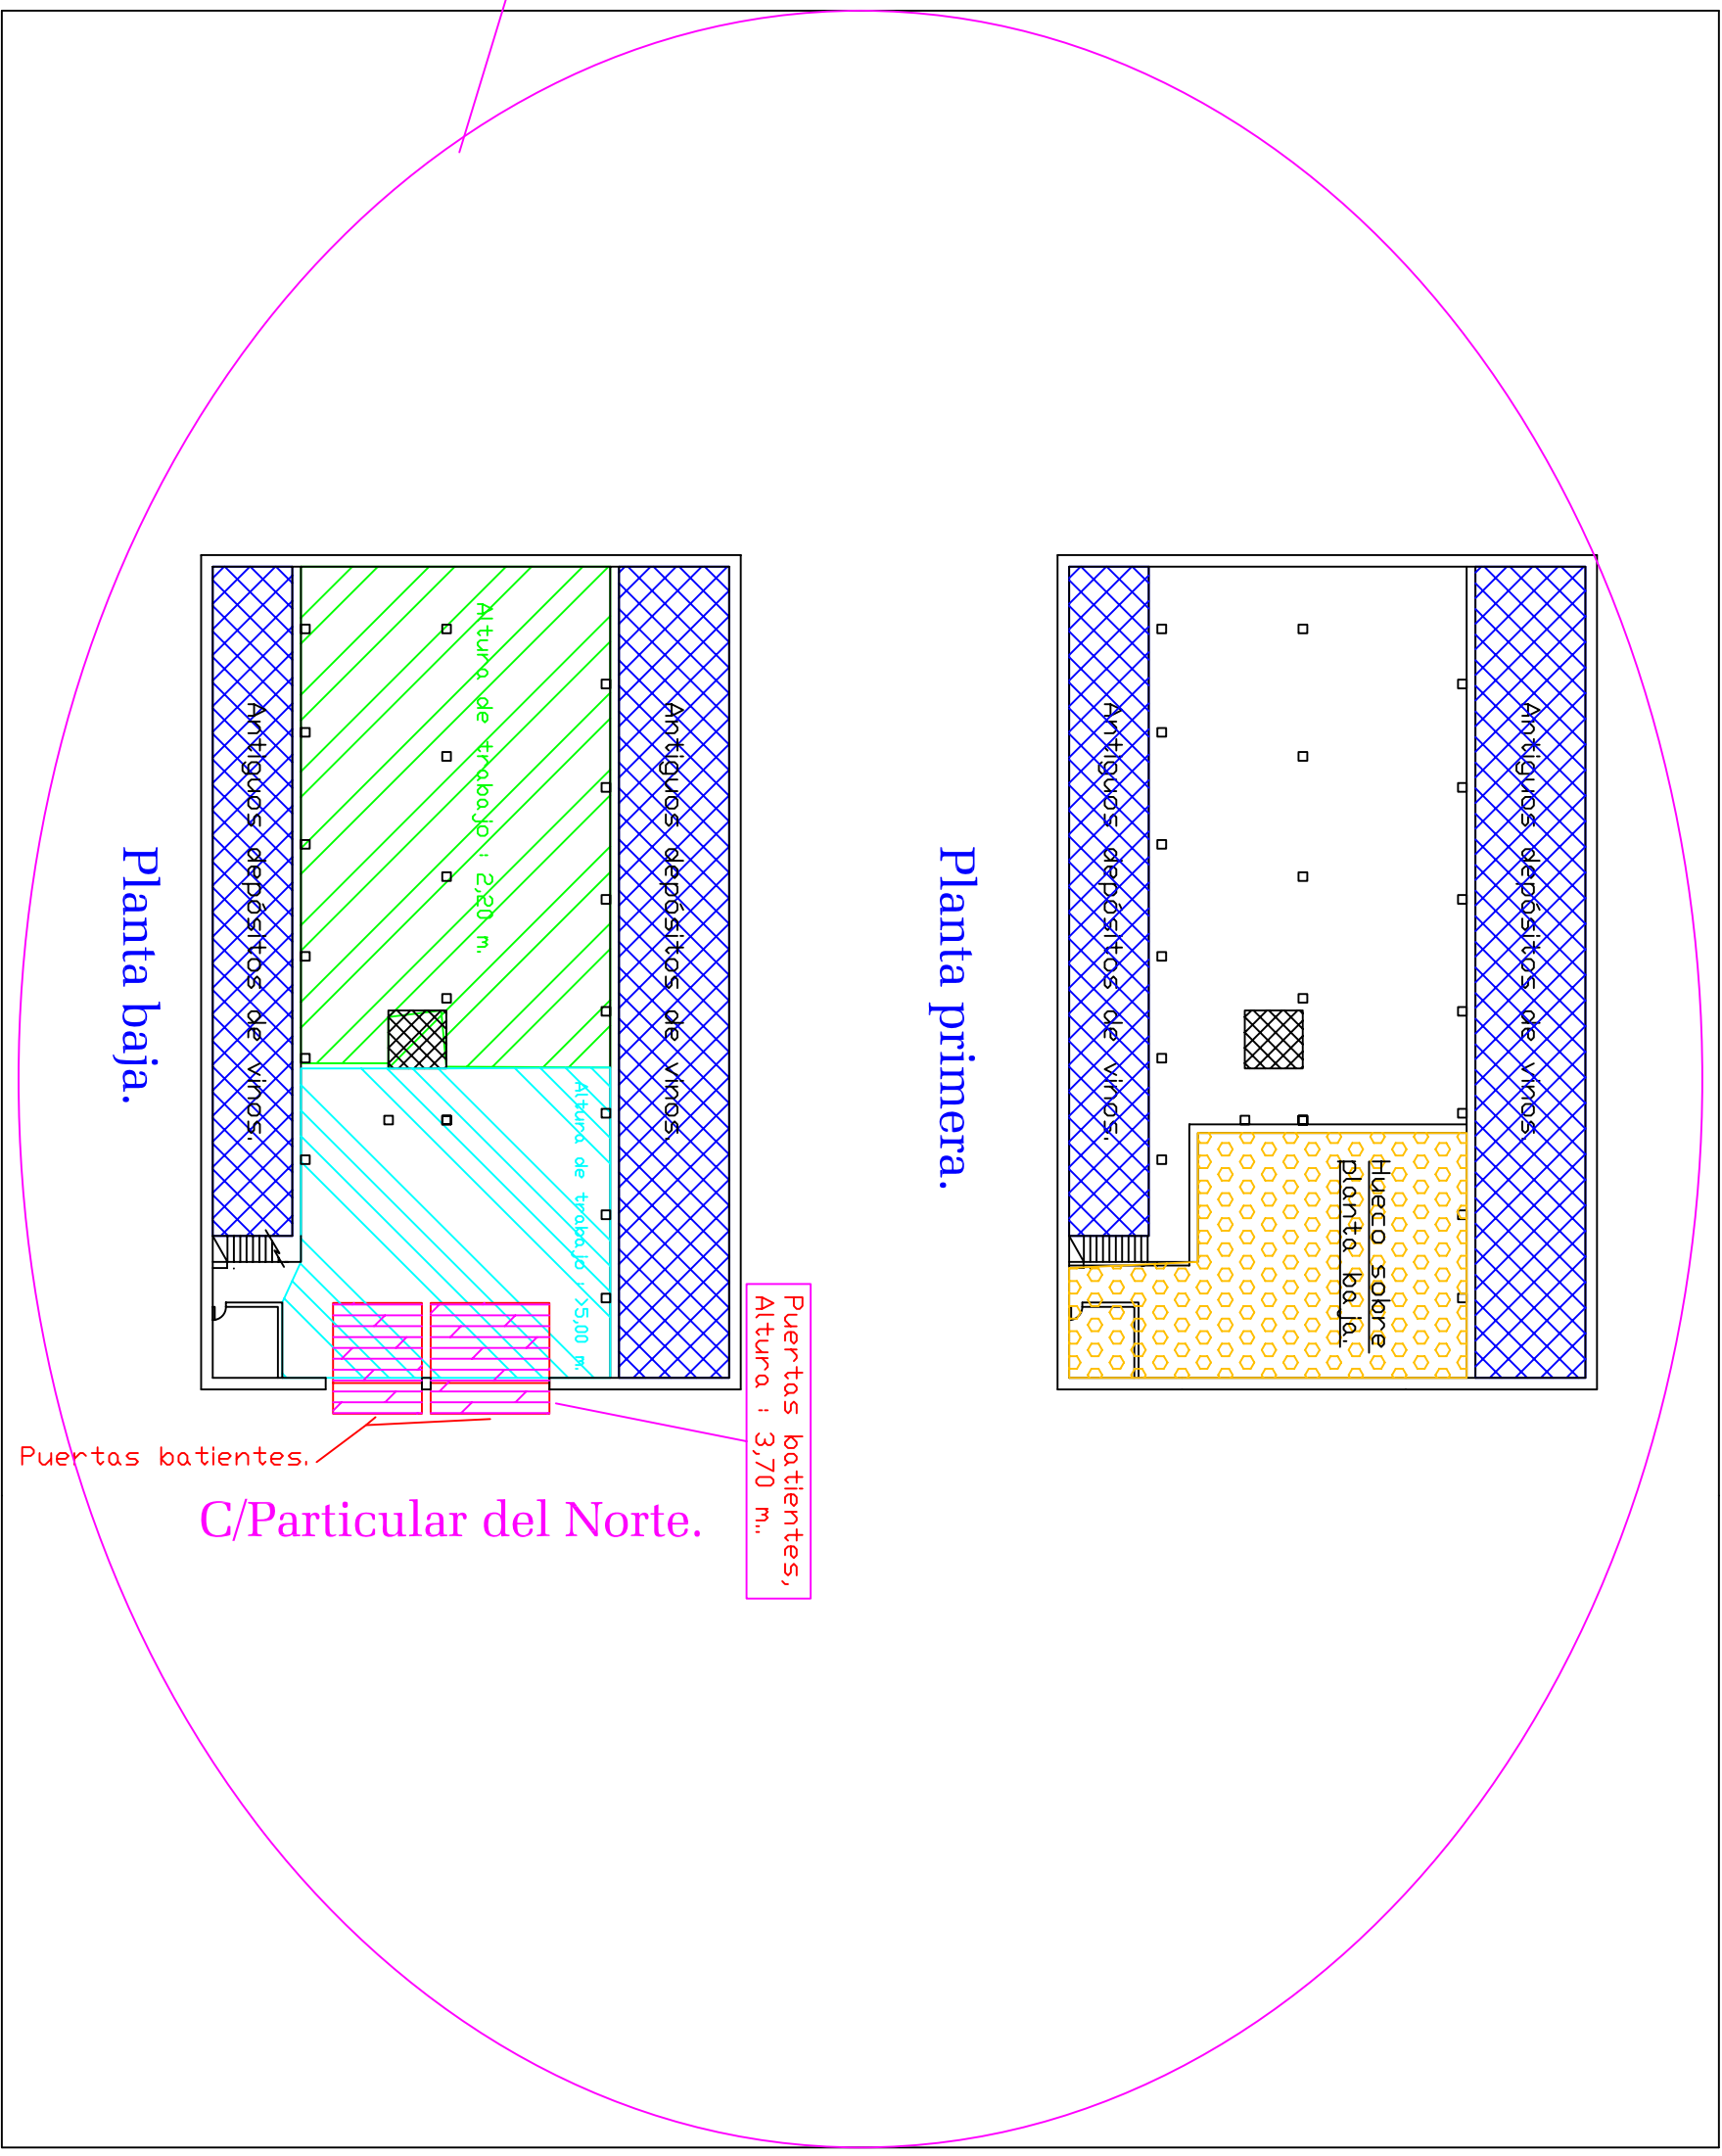 Planta baja.
Antiguos depósitos de vinos.
Altura de trabajo : 2,20 m.
Altura de trabajo : >5,00 m.
Antiguos depósitos de vinos.
Puertas batientes.
C/Particular del Norte.
Puertas batientes,
Altura : 3,70 m..
Planta primera.
Antiguos depósitos de vinos.
Hueco sobre
planta baja.
Antiguos depósitos de vinos.